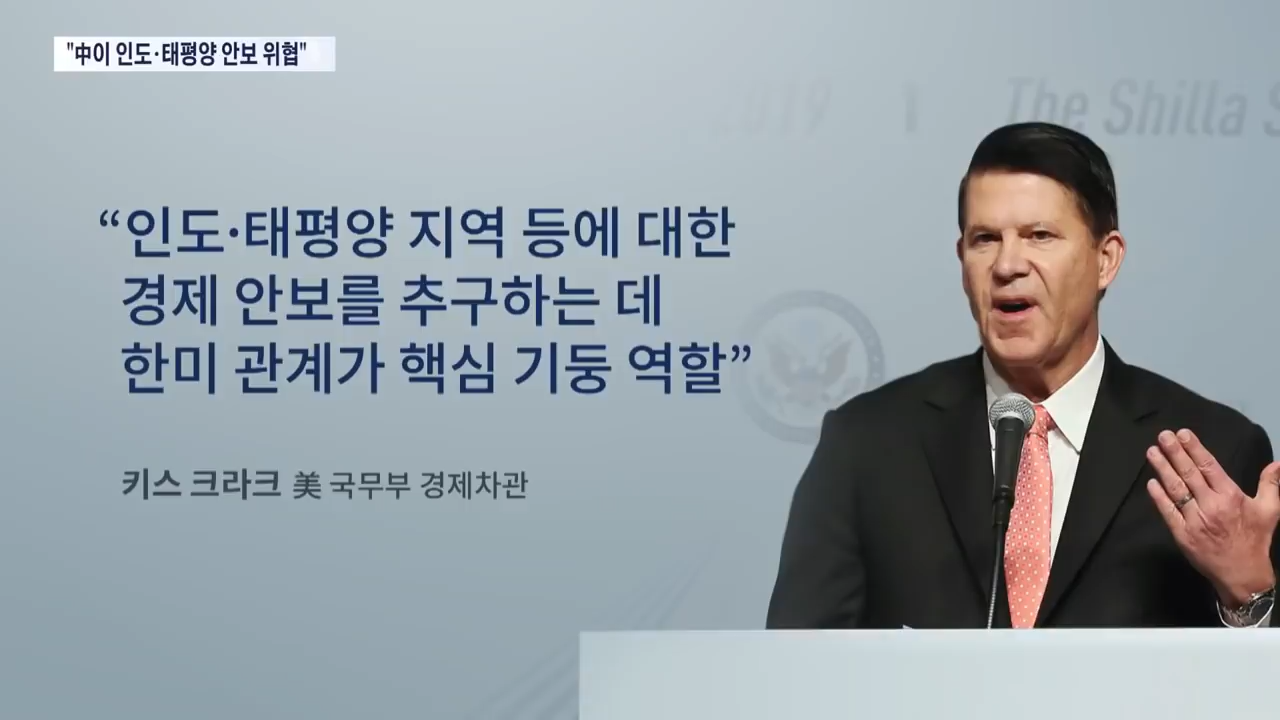 "中이 인도·태평양 안보 위협"
2019
The Shilla S
“인도·태평양 지역 등에 대한
경제 안보를 추구하는 데
한미 관계가 핵심 기둥 역할”
키스 크라크 美 국무부 경제차관